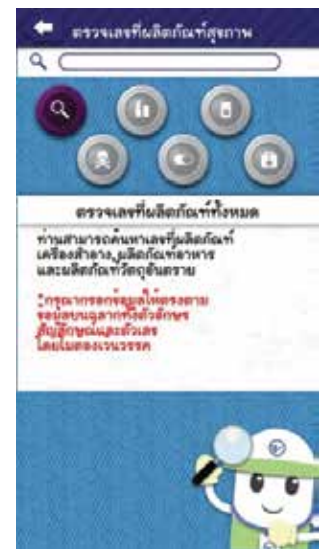 ตรวจเลขที่ผลิตภัณฑ์สุขภาพ
ตรวจเลขที่ผลิตภัณฑ์ทั้งหมด
ท่านสามารถค้นหาเลขที่ผลิตภัณฑ์
เครื่องสำอาง, ผลิตภัณฑ์อาหาร
และผลิตภัณฑ์วัตถุอันตราย
*กรุณากรอกข้อมูลให้ตรงตาม
ข้อมูลบนฉลากทั้งตัวอักษร
สัญลักษณ์และตัวเลข
โดยไม่ต้องเว้นวรรค